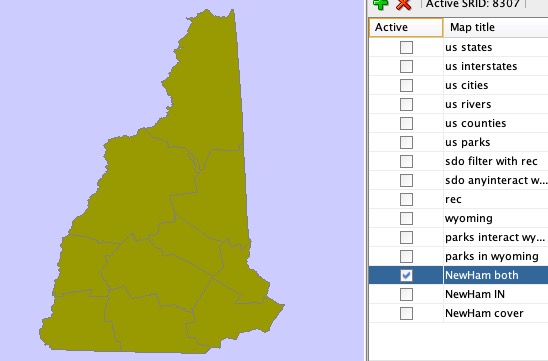 Active SRID: 8307
Active Map title
us states
us interstates
us cities
us rivers
us counties
us parks
sdo filter with rec
sdo anyinteract w...
rec
wyoming
parks interact wy...
parks in wyoming
NewHam both
NewHam IN
NewHam cover